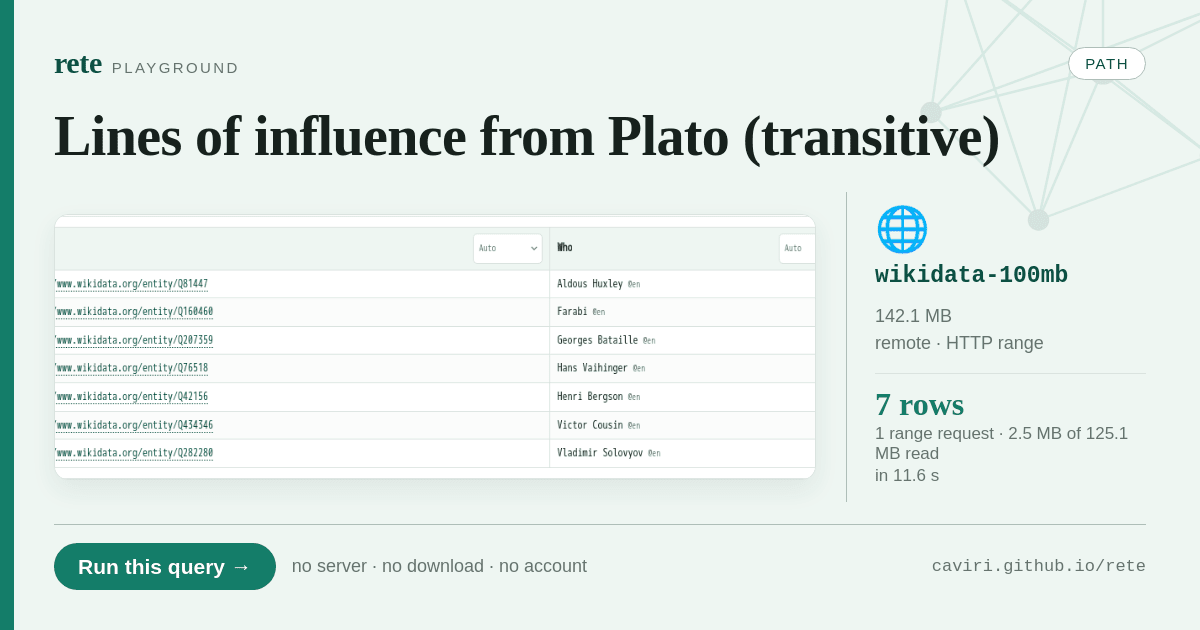 rete PLAYGROUND
PATH
Lines of influence from Plato (transitive)
Auto
Who
Auto
www.wikidata.org/entity/Q81447
Aldous Huxley @en
www.wikidata.org/entity/Q160460
Farabi @en
www.wikidata.org/entity/Q207359
Georges Bataille @en
www.wikidata.org/entity/Q76518
Hans Vaihinger @en
www.wikidata.org/entity/Q42156
Henri Bergson @en
www.wikidata.org/entity/Q434346
Victor Cousin @en
www.wikidata.org/entity/Q282280
Vladimir Solovyov @en
wikidata-100mb
142.1 MB
remote · HTTP range
7 rows
1 range request · 2.5 MB of 125.1
MB read
in 11.6 s
Run this query →
no server · no download · no account
caviri.github.io/rete